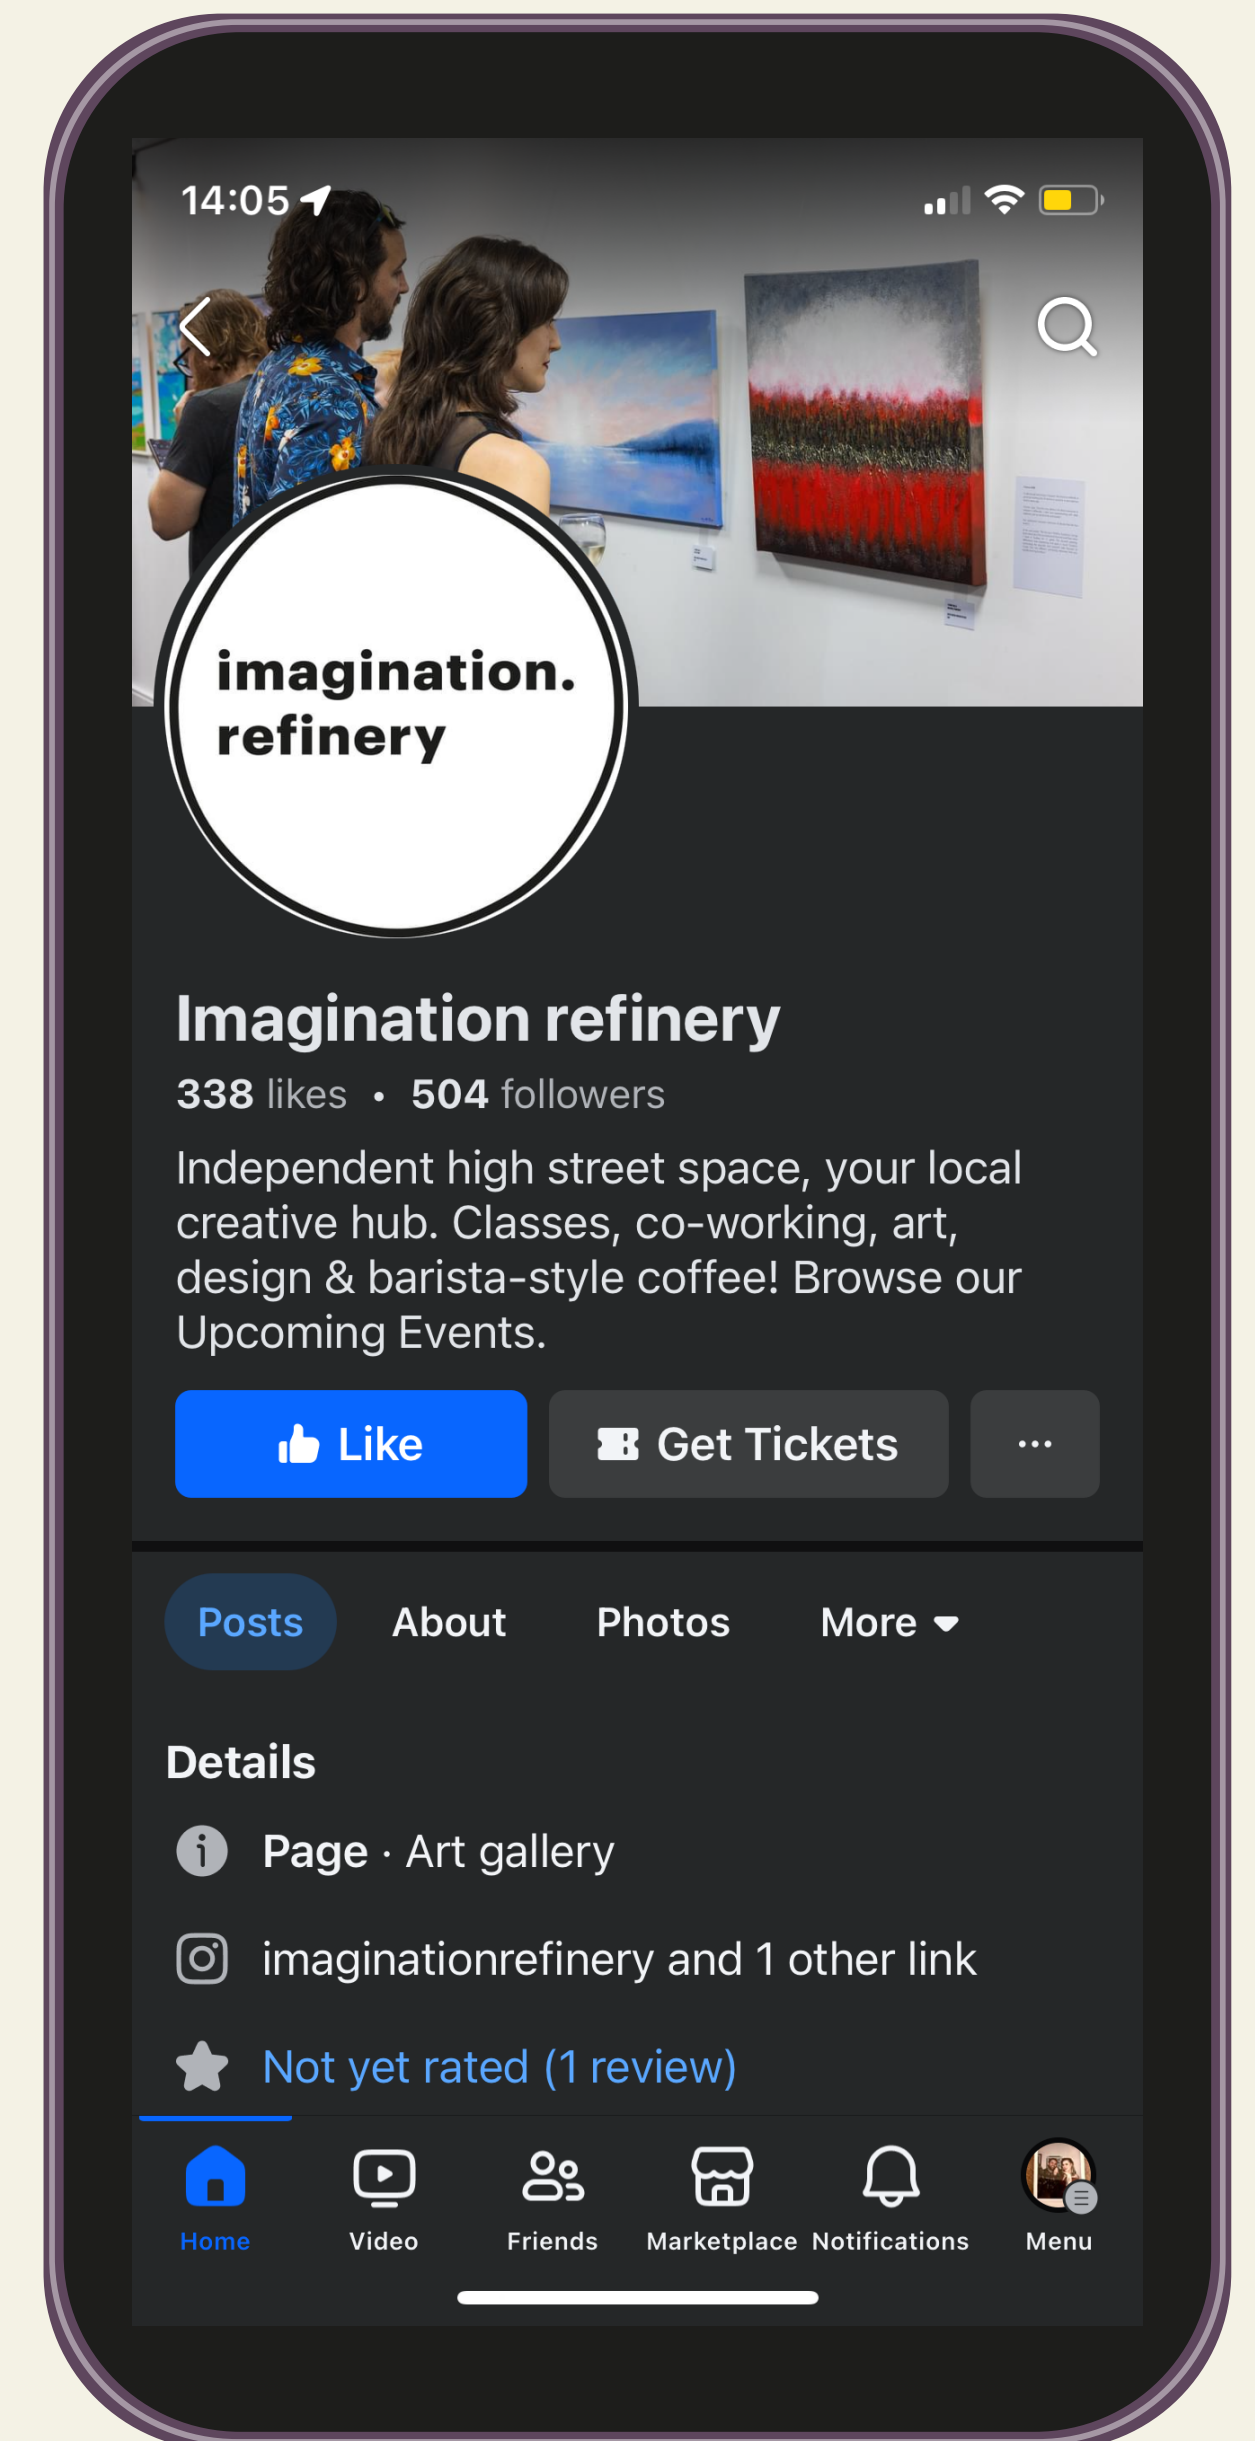 14:05
imagination.
refinery
Imagination refinery
338 likes • 504 followers
Independent high street space, your local
creative hub. Classes, co-working, art,
design & barista-style coffee! Browse our
Upcoming Events.
Like
Get Tickets
...
Posts
About
Photos
More
Details
Page · Art gallery
imaginationrefinery and 1 other link
Not yet rated (1 review)
Home
Video
Friends
Marketplace
Notifications
Menu